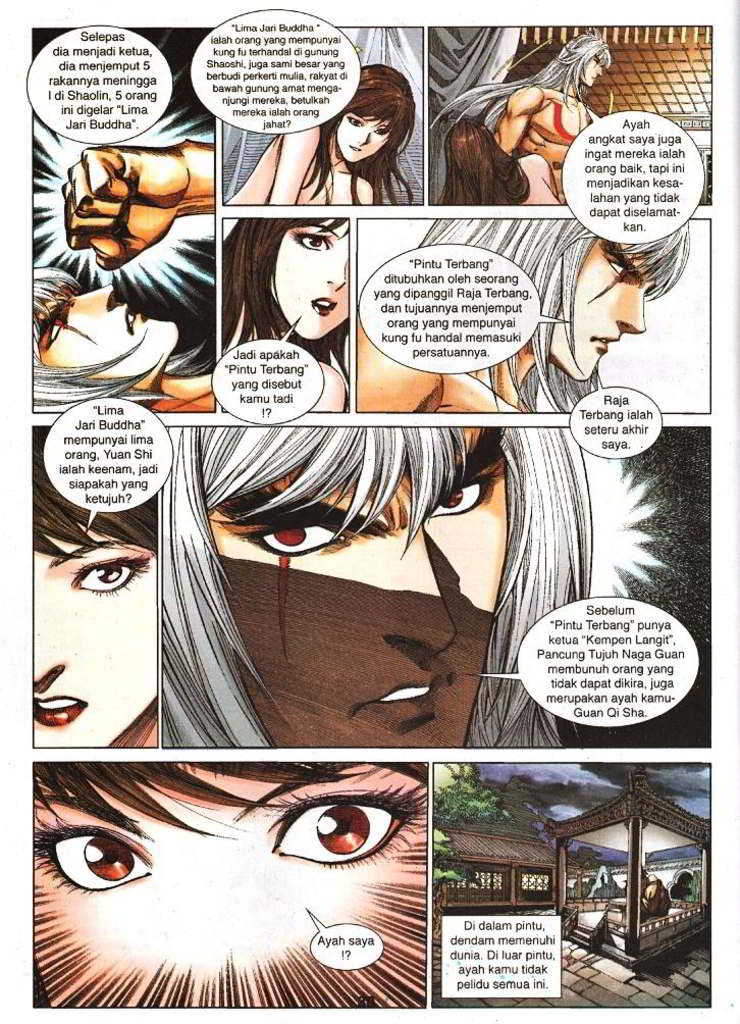 Selepas
dia menjadi ketua,
dia menjemput 5
rakannya meningga
l di Shaolin, 5 orang
ini digelar "Lima
Jari Buddha".
"Lima Jari Buddha "
ialah orang yang mempunyai
kung fu terhandal di gunung
Shaoshi, juga sami besar yang
berbudi perkerti mulia, rakyat di
bawah gunung amat menga-
njungi mereka, betulkah
mereka ialah orang
jahat?
Ayah
angkat saya juga
ingat mereka ialah
orang baik, tapi ini
menjadikan kesa-
lahan yang tidak
dapat diselamat-
kan.
Jadi apakah
"Pintu Terbang"
yang disebut
kamu tadi
!?
"Pintu Terbang"
ditubuhkan oleh seorang
yang dipanggil Raja Terbang,
dan tujuannya menjemput
orang yang mempunyai
kung fu handal memasuki
persatuannya.
Raja
Terbang ialah
seteru akhir
saya.
"Lima
Jari Buddha"
mempunyai lima
orang, Yuan Shi
ialah keenam, jadi
siapakah yang
ketujuh?
Sebelum
"Pintu Terbang" punya
ketua "Kempen Langit",
Pancung Tujuh Naga Guan
membunuh orang yang
tidak dapat dikira, juga
merupakan ayah kamu-
Guan Qi Sha.
Ayah saya
!?
Di dalam pintu,
dendam memenuhi
dunia. Di luar pintu,
ayah kamu tidak
pelidu semua ini.